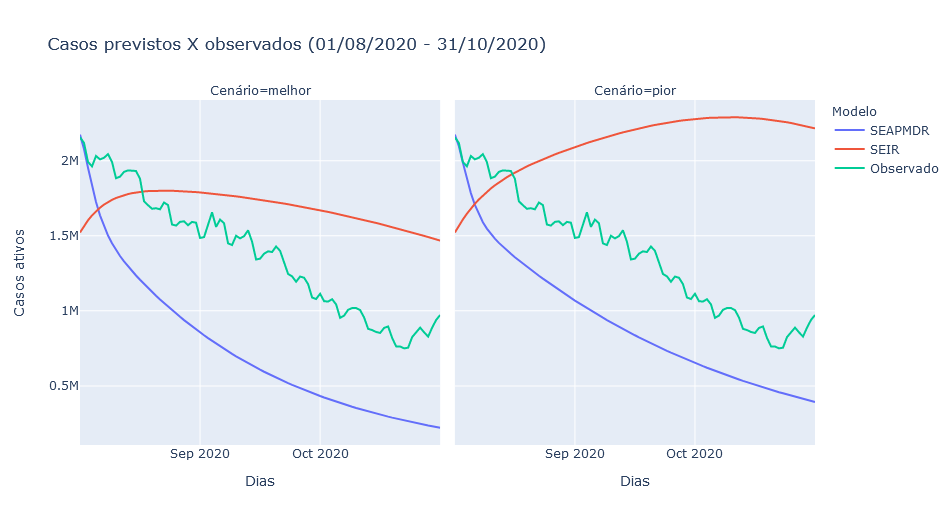 Casos previstos X observados (01/08/2020 - 31/10/2020)
Cenário=melhor
Cenário=pior
Modelo
SEAPMDR
SEIR
Observado
2M
1.5M
1M
0.5M
Casos ativos
Sep 2020
Oct 2020
Sep 2020
Oct 2020
Dias
Dias